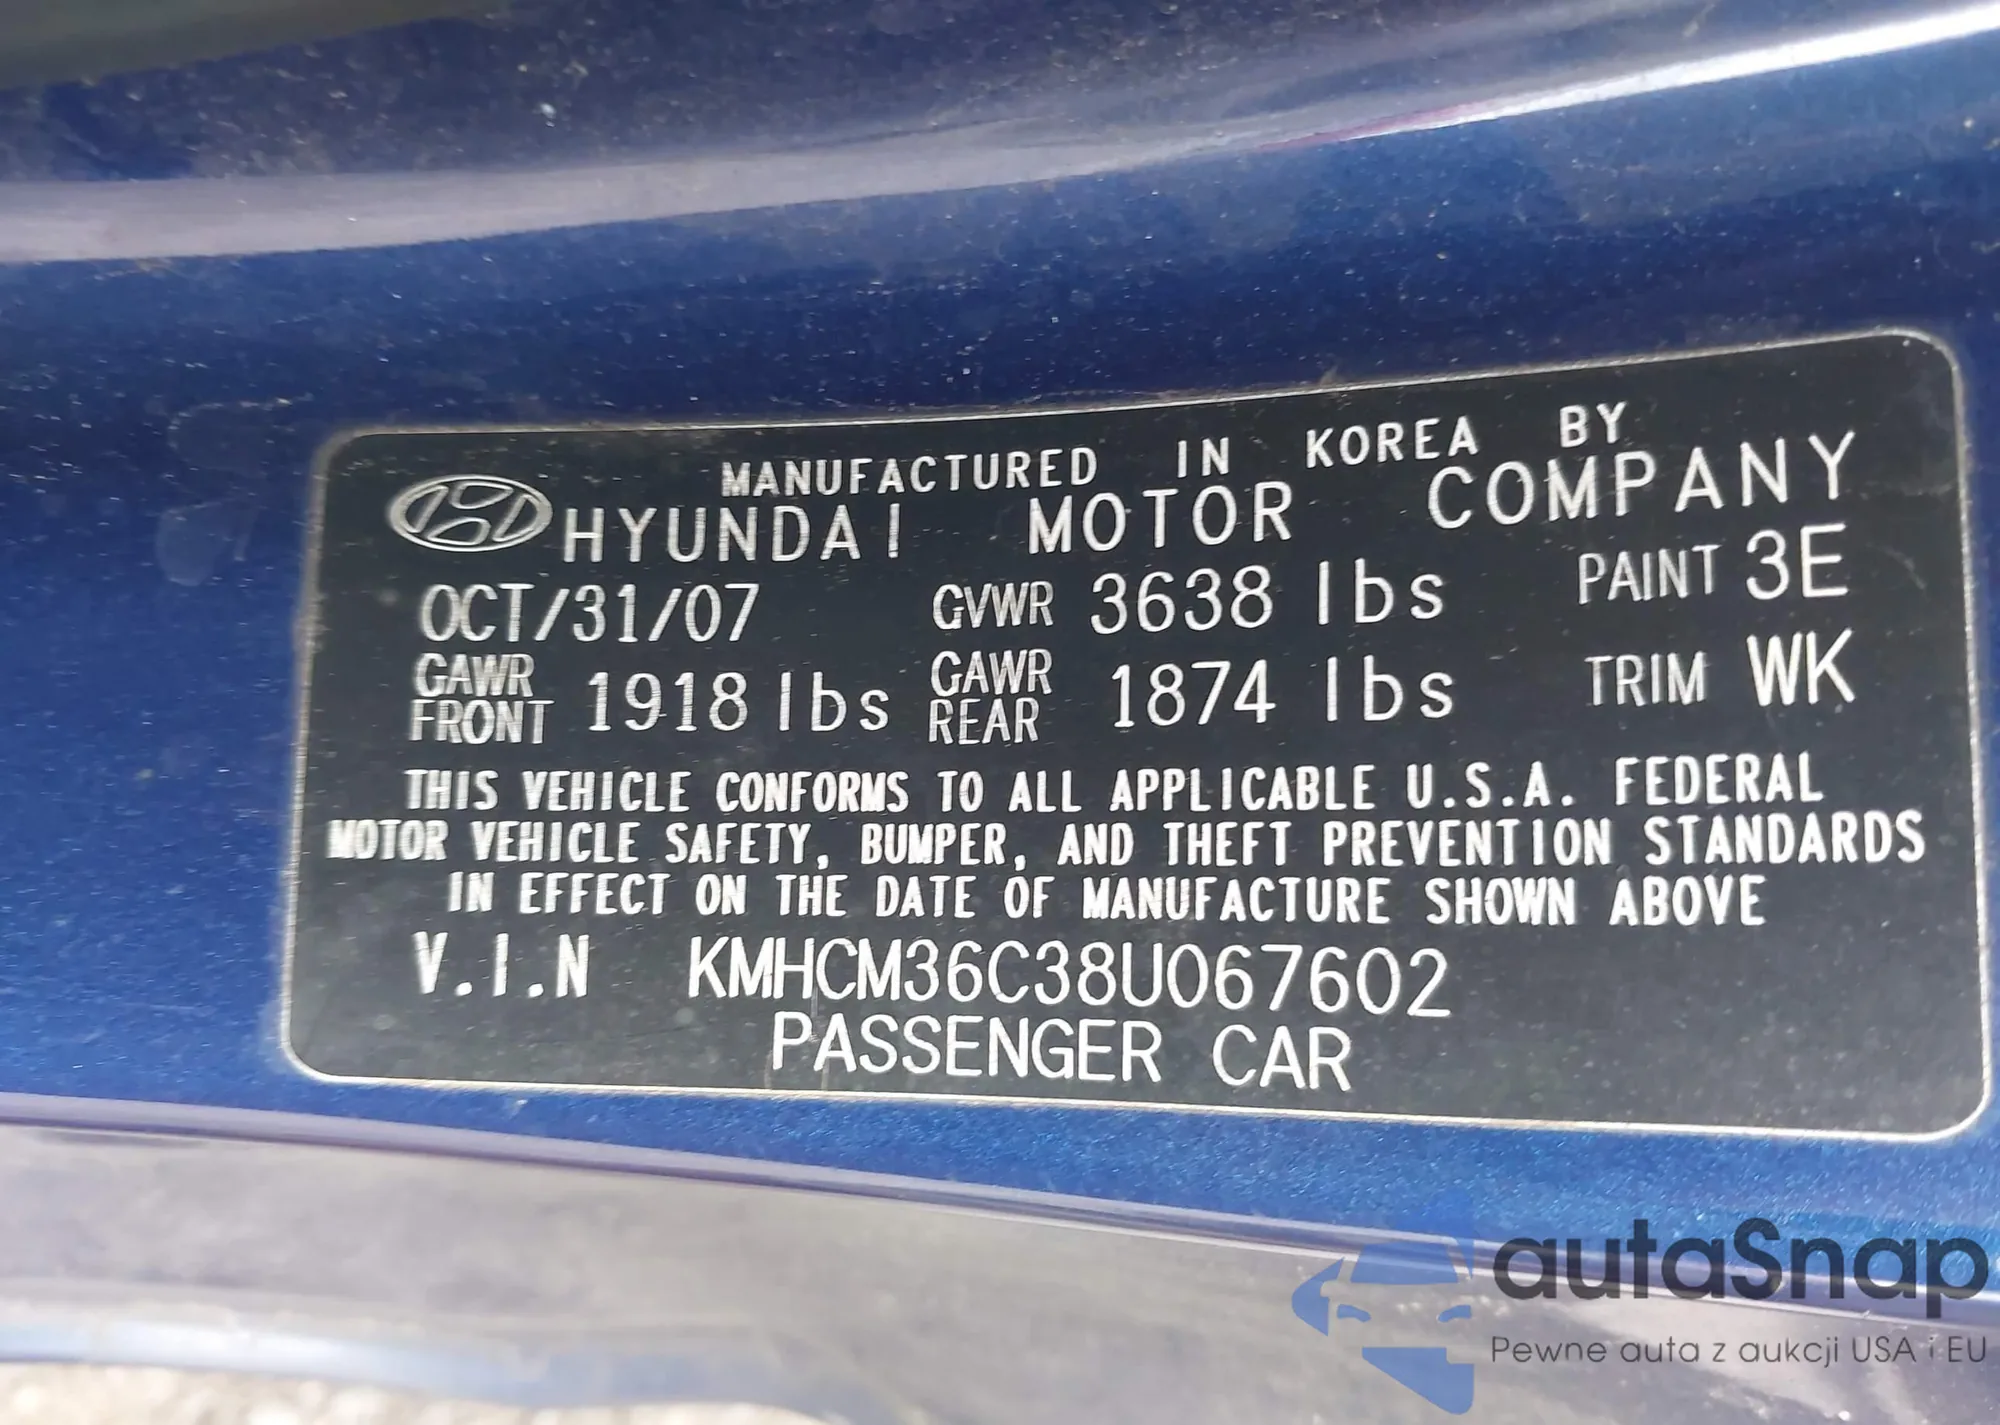 MANUFACTURED IN KOREA BY
HYUNDAI MOTOR COMPANY
OCT/31/07 GVWR 3638 lbs PAINT 3E
GAWR FRONT 1918 lbs GAWR REAR 1874 lbs TRIM WK
THIS VEHICLE CONFORMS TO ALL APPLICABLE U.S.A. FEDERAL
MOTOR VEHICLE SAFETY, BUMPER, AND THEFT PREVENTION STANDARDS
IN EFFECT ON THE DATE OF MANUFACTURE SHOWN ABOVE
V.I.N KMHCM36C38U067602
PASSENGER CAR
autaSnap
Pewne auta z aukcji USA i EU